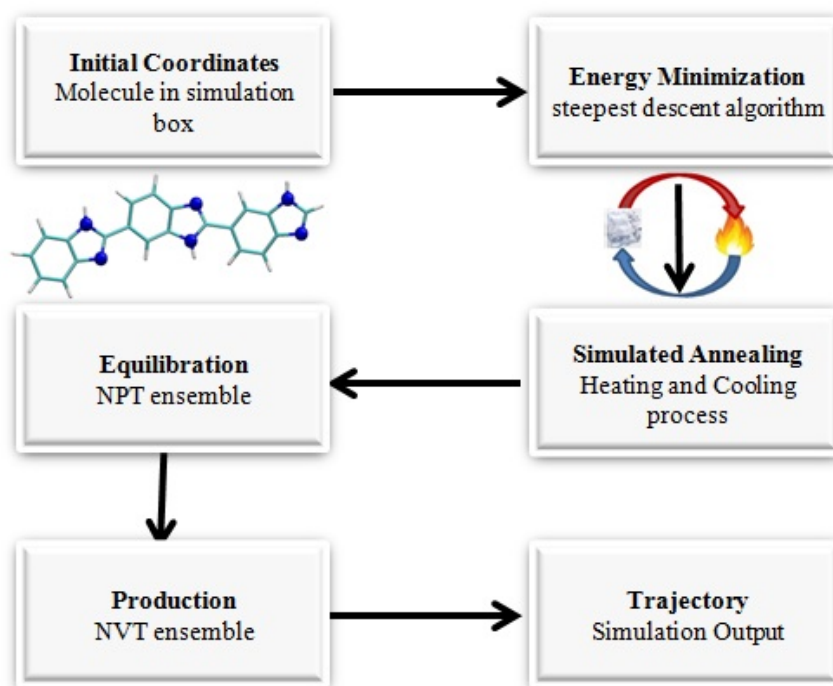 Initial Coordinates
Molecule in simulation
box
Energy Minimization
steepest descent algorithm
Equilibration
NPT ensemble
Simulated Annealing
Heating and Cooling
process
Production
NVT ensemble
Trajectory
Simulation Output